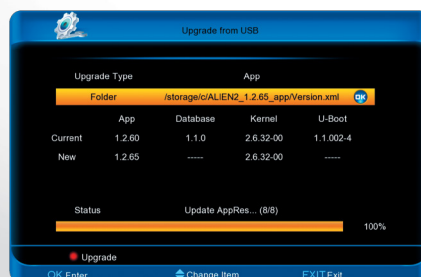 Upgrade from USB
Upgrade Type App
Folder /storage/c/ALIEN2_1.2.65_app/Version.xml OK
App Database Kernel U-Boot
Current 1.2.60 1.1.0 2.6.32-00 1.1.002-4
New 1.2.65 ----- 2.6.32-00 -----
Status Update AppRes... (8/8)
100%
Upgrade
OK Enter Change Item EXIT Exit